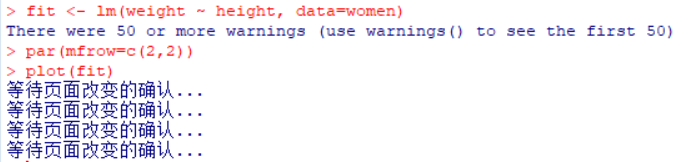 > fit <- lm(weight ~ height, data=women)
There were 50 or more warnings (use warnings() to see the first 50)
> par(mfrow=c(2,2))
> plot(fit)
等待页面改变的确认...
等待页面改变的确认...
等待页面改变的确认...
等待页面改变的确认...